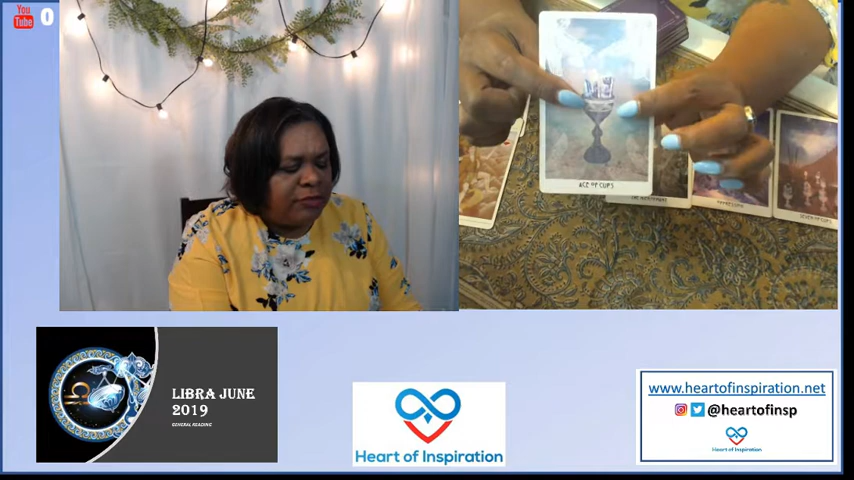 You
Tube
0
ACE OF CUPS
SEVEN OF CUPS
LIBRA JUNE
2019
GENERAL READING
Heart of Inspiration
www.heartofinspiration.net
@heartofinsp
Heart of Inspiration